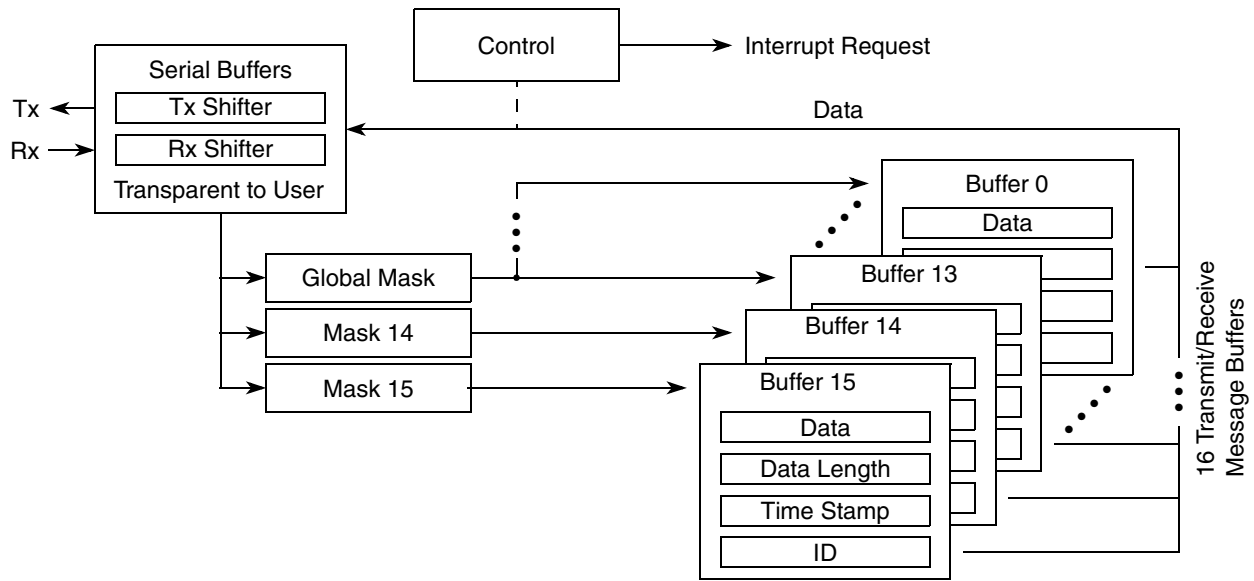 Control
Interrupt Request
Serial Buffers
Tx
Tx Shifter
Rx
Rx Shifter
Transparent to User
Data
Buffer 0
Data
Global Mask
Buffer 13
Mask 14
Buffer 14
Mask 15
Buffer 15
Data
Data Length
Time Stamp
ID
16 Transmit/Receive
Message Buffers